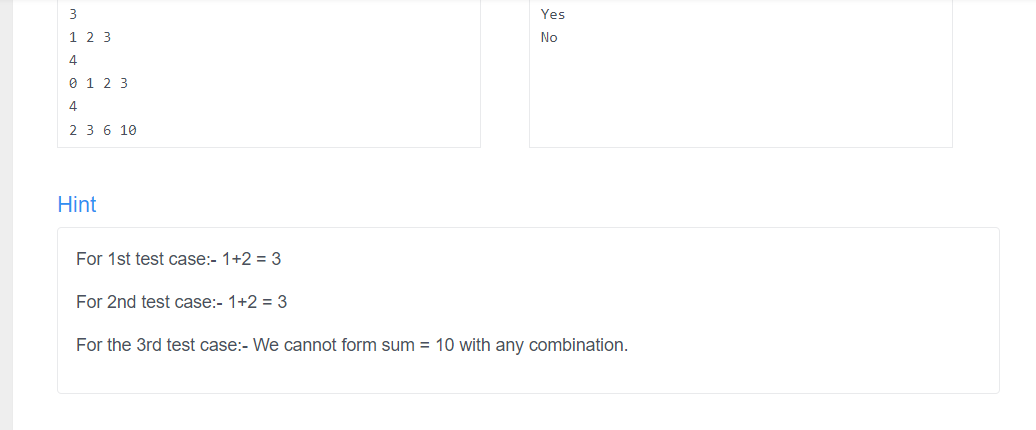 3
1 2 3
4
0 1 2 3
4
2 3 6 10
Yes
No
Hint
For 1st test case:- 1+2 = 3
For 2nd test case:- 1+2 = 3
For the 3rd test case:- We cannot form sum = 10 with any combination.